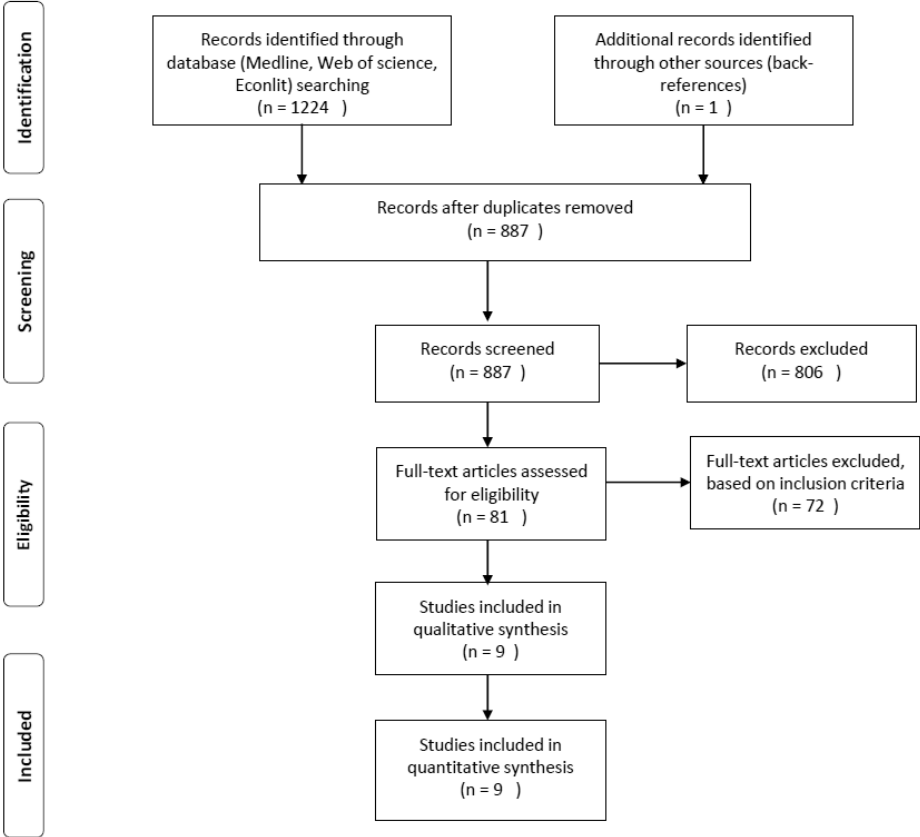 Identification
Records identified through
database (Medline, Web of science,
Econlit) searching
(n = 1224   )
Additional records identified
through other sources (back-
references)
(n = 1   )
Records after duplicates removed
(n = 887  )
Screening
Records screened
(n = 887   )
Records excluded
(n = 806   )
Eligibility
Full-text articles assessed
for eligibility
(n = 81    )
Full-text articles excluded,
based on inclusion criteria
(n = 72  )
Studies included in
qualitative synthesis
(n = 9   )
Included
Studies included in
quantitative synthesis
(n = 9   )